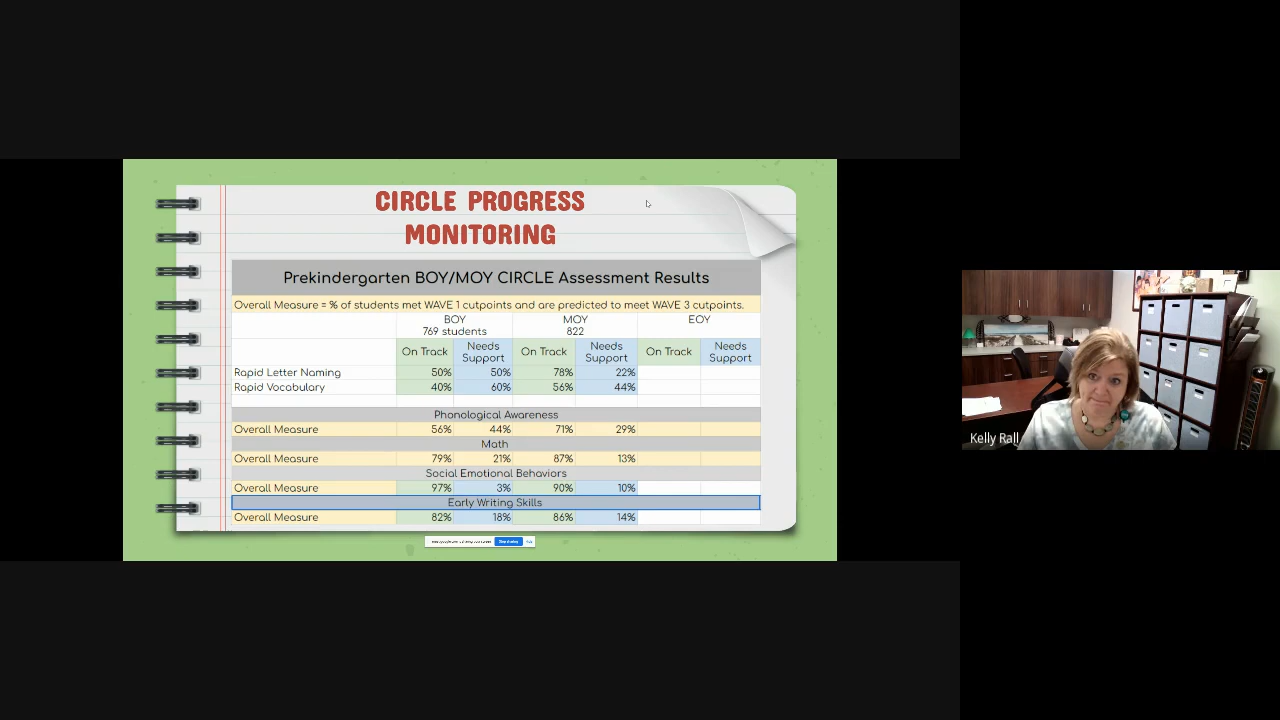 CIRCLE PROGRESS
MONITORING
Prekindergarten BOY/MOY CIRCLE Assessment Results
Overall Measure = % of students met WAVE 1 cutpoints and are predicted to meet WAVE 3 cutpoints.
BOY MOY EOY
769 students 822
On Track Needs Support On Track Needs Support On Track Needs Support
Rapid Letter Naming 50% 50% 78% 22%
Rapid Vocabulary 40% 60% 56% 44%
Phonological Awareness
Overall Measure 56% 44% 71% 29%
Math
Overall Measure 79% 21% 87% 13%
Social Emotional Behaviors
Overall Measure 97% 3% 90% 10%
Early Writing Skills
Overall Measure 82% 18% 86% 14%
Stop sharing Hide
Kelly Rall